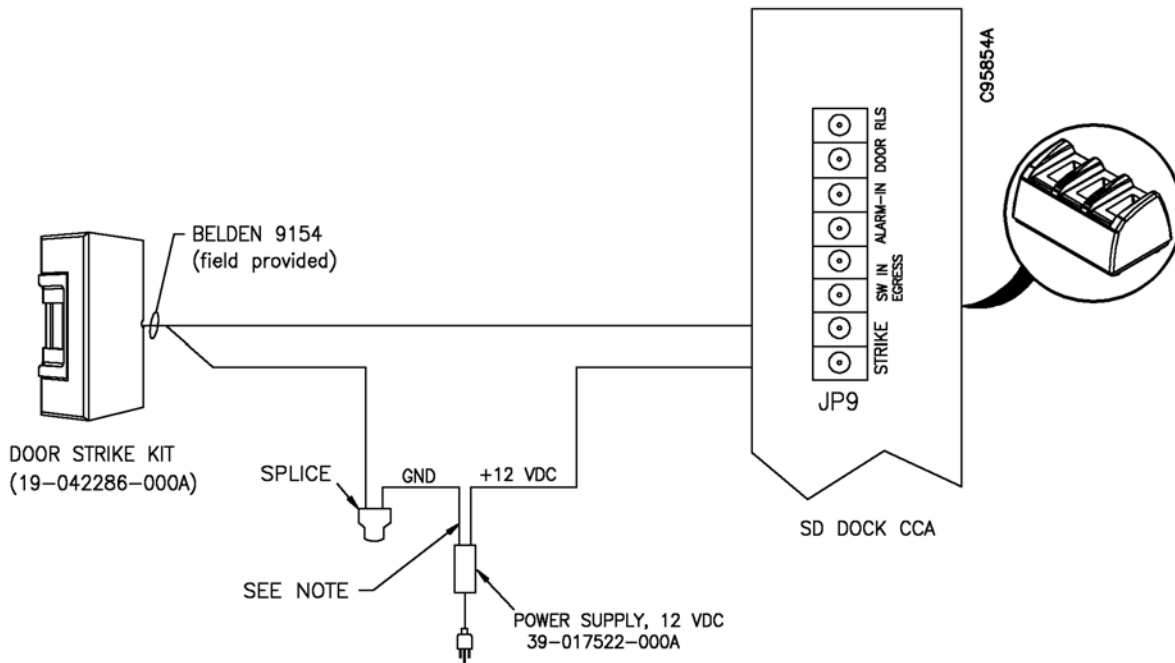 C95854A
DOOR RLS
ALARM-IN
SW IN
EGRESS
STRIKE
JP9
BELDEN 9154
(field provided)
DOOR STRIKE KIT
(19-042286-000A)
SPLICE
GND
+12 VDC
SD DOCK CCA
SEE NOTE
POWER SUPPLY, 12 VDC
39-017522-000A